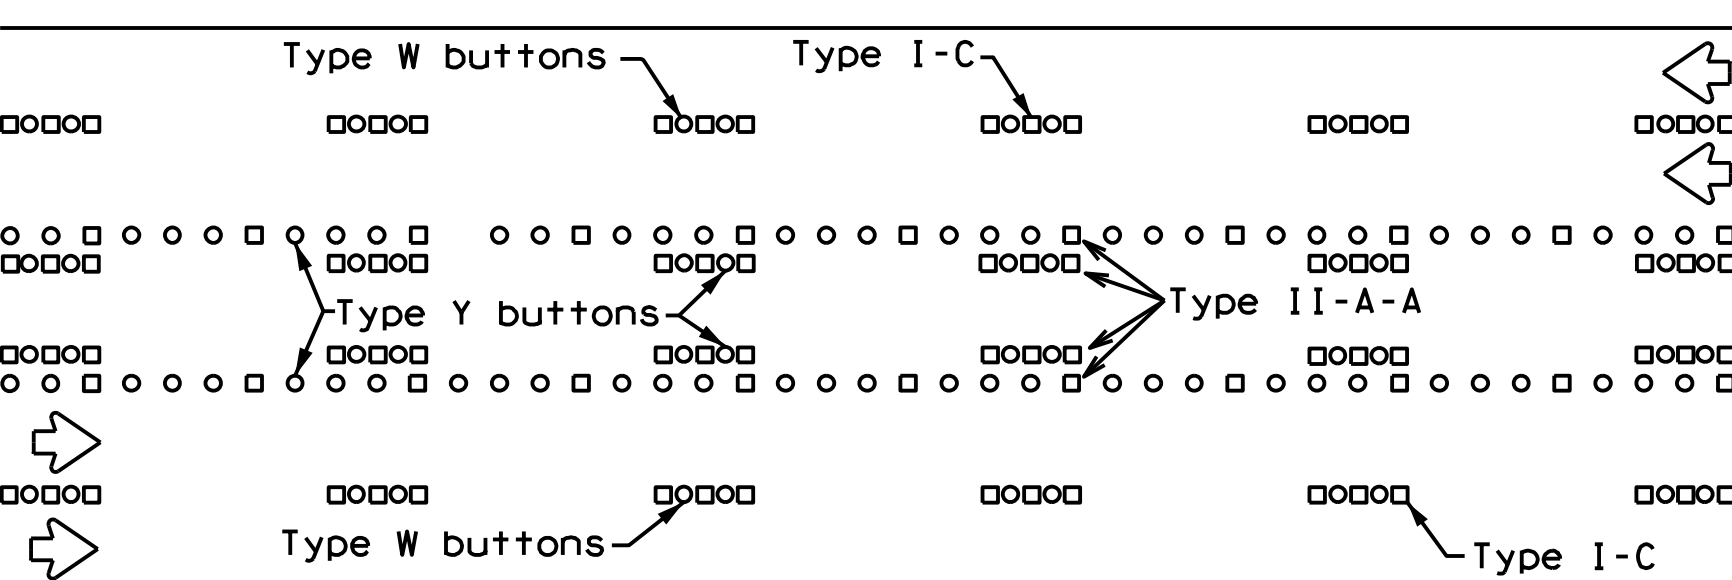 Type W buttons
Type I-C
Type Y buttons
Type II-A-A
Type W buttons
Type I-C